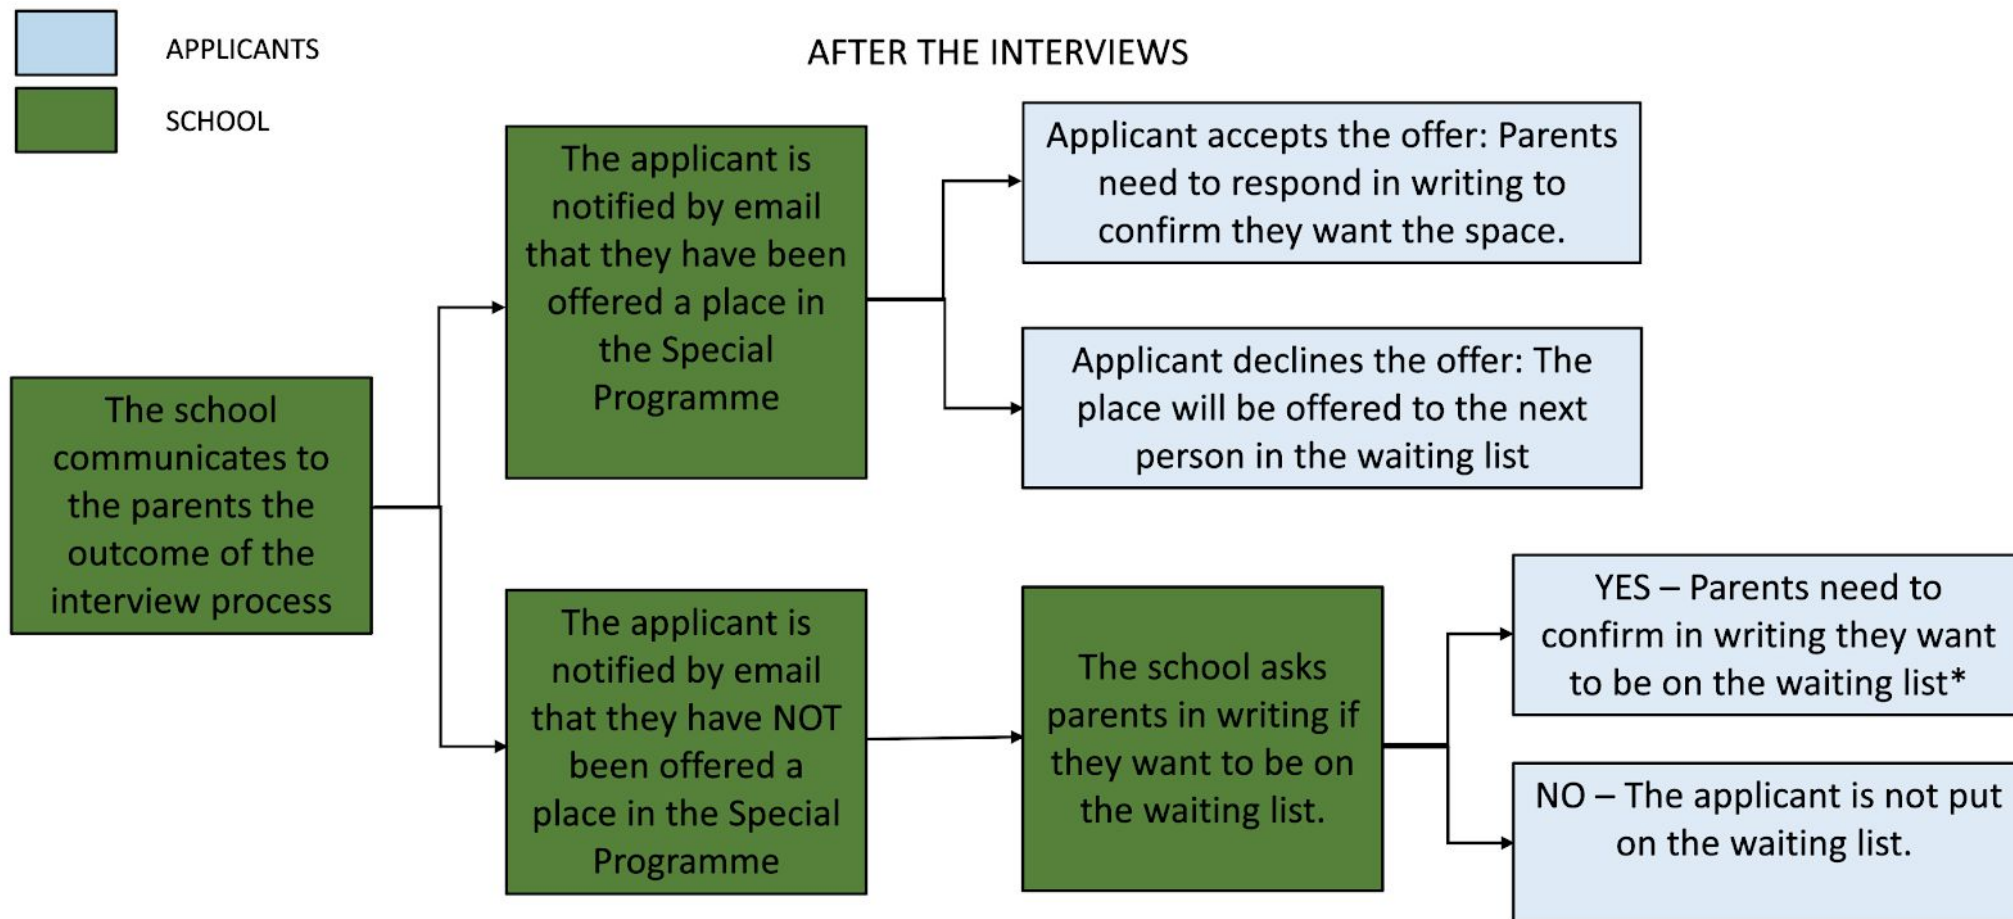 APPLICANTS
SCHOOL
AFTER THE INTERVIEWS
The school
communicates to
the parents the
outcome of the
interview process
The applicant is
notified by email
that they have been
offered a place in
the Special
Programme
Applicant accepts the offer: Parents
need to respond in writing to
confirm they want the space.
Applicant declines the offer: The
place will be offered to the next
person in the waiting list
The applicant is
notified by email
that they have NOT
been offered a
place in the Special
Programme
The school asks
parents in writing if
they want to be on
the waiting list.
YES – Parents need to
confirm in writing they want
to be on the waiting list*
NO – The applicant is not put
on the waiting list.